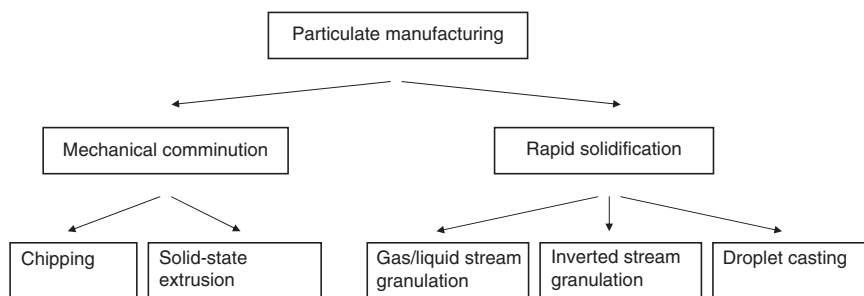 Particulate manufacturing
Mechanical comminution
Rapid solidification
Chipping
Solid-state
extrusion
Gas/liquid stream
granulation
Inverted stream
granulation
Droplet casting